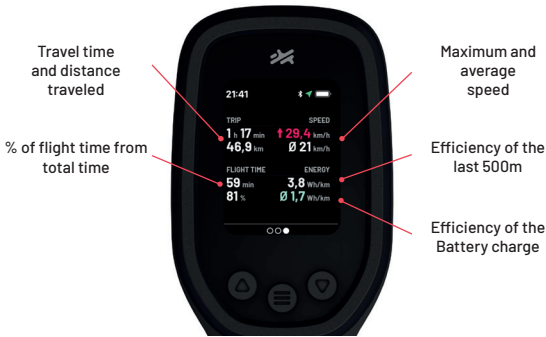 Travel time
and distance
traveled
% of flight time from
total time
21:41
TRIP
1 h 17 min
46,9 km
SPEED
↑ 29,4 km/h
Ø 21 km/h
FLIGHT TIME
59 min
81 %
ENERGY
3,8 Wh/km
Ø 1,7 Wh/km
Maximum and
average
speed
Efficiency of the
last 500m
Efficiency of the
Battery charge